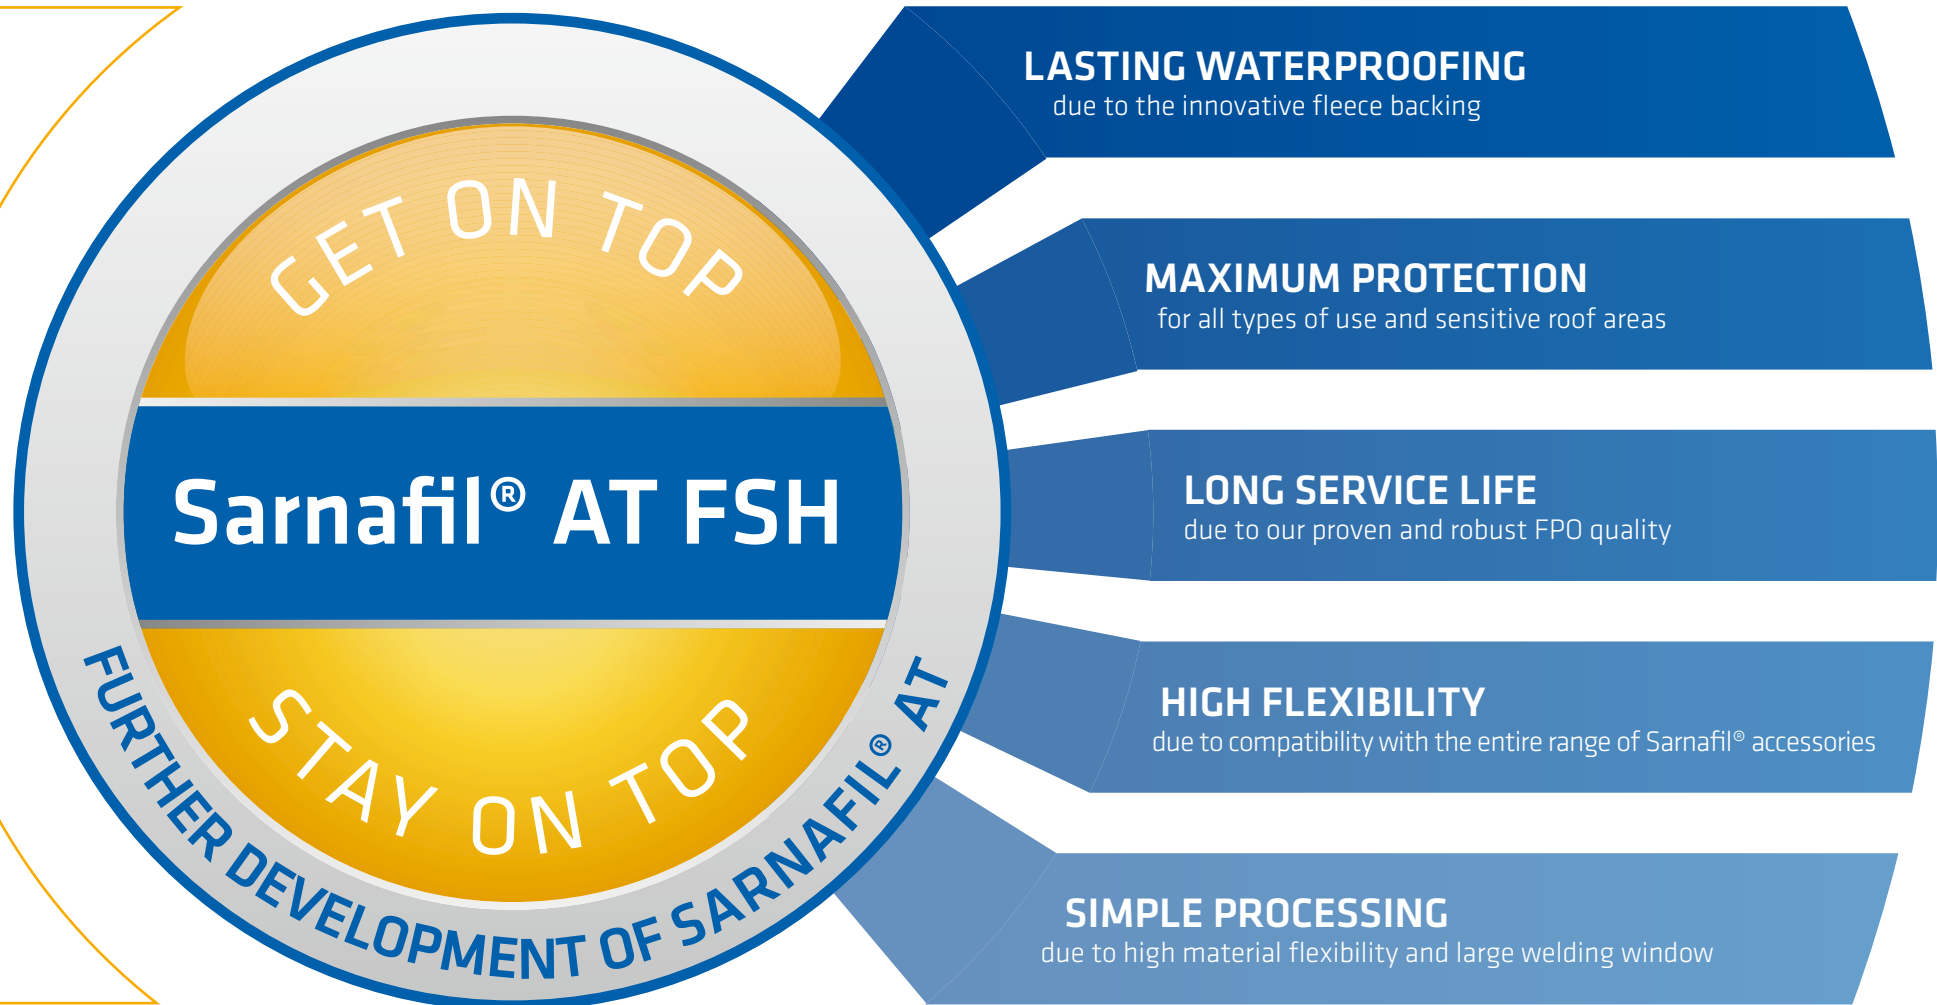 GET ON TOP
Sarnafil® AT FSH
STAY ON TOP
FURTHER DEVELOPMENT OF SARNAFIL® AT
LASTING WATERPROOFING
due to the innovative fleece backing
MAXIMUM PROTECTION
for all types of use and sensitive roof areas
LONG SERVICE LIFE
due to our proven and robust FPO quality
HIGH FLEXIBILITY
due to compatibility with the entire range of Sarnafil® accessories
SIMPLE PROCESSING
due to high material flexibility and large welding window